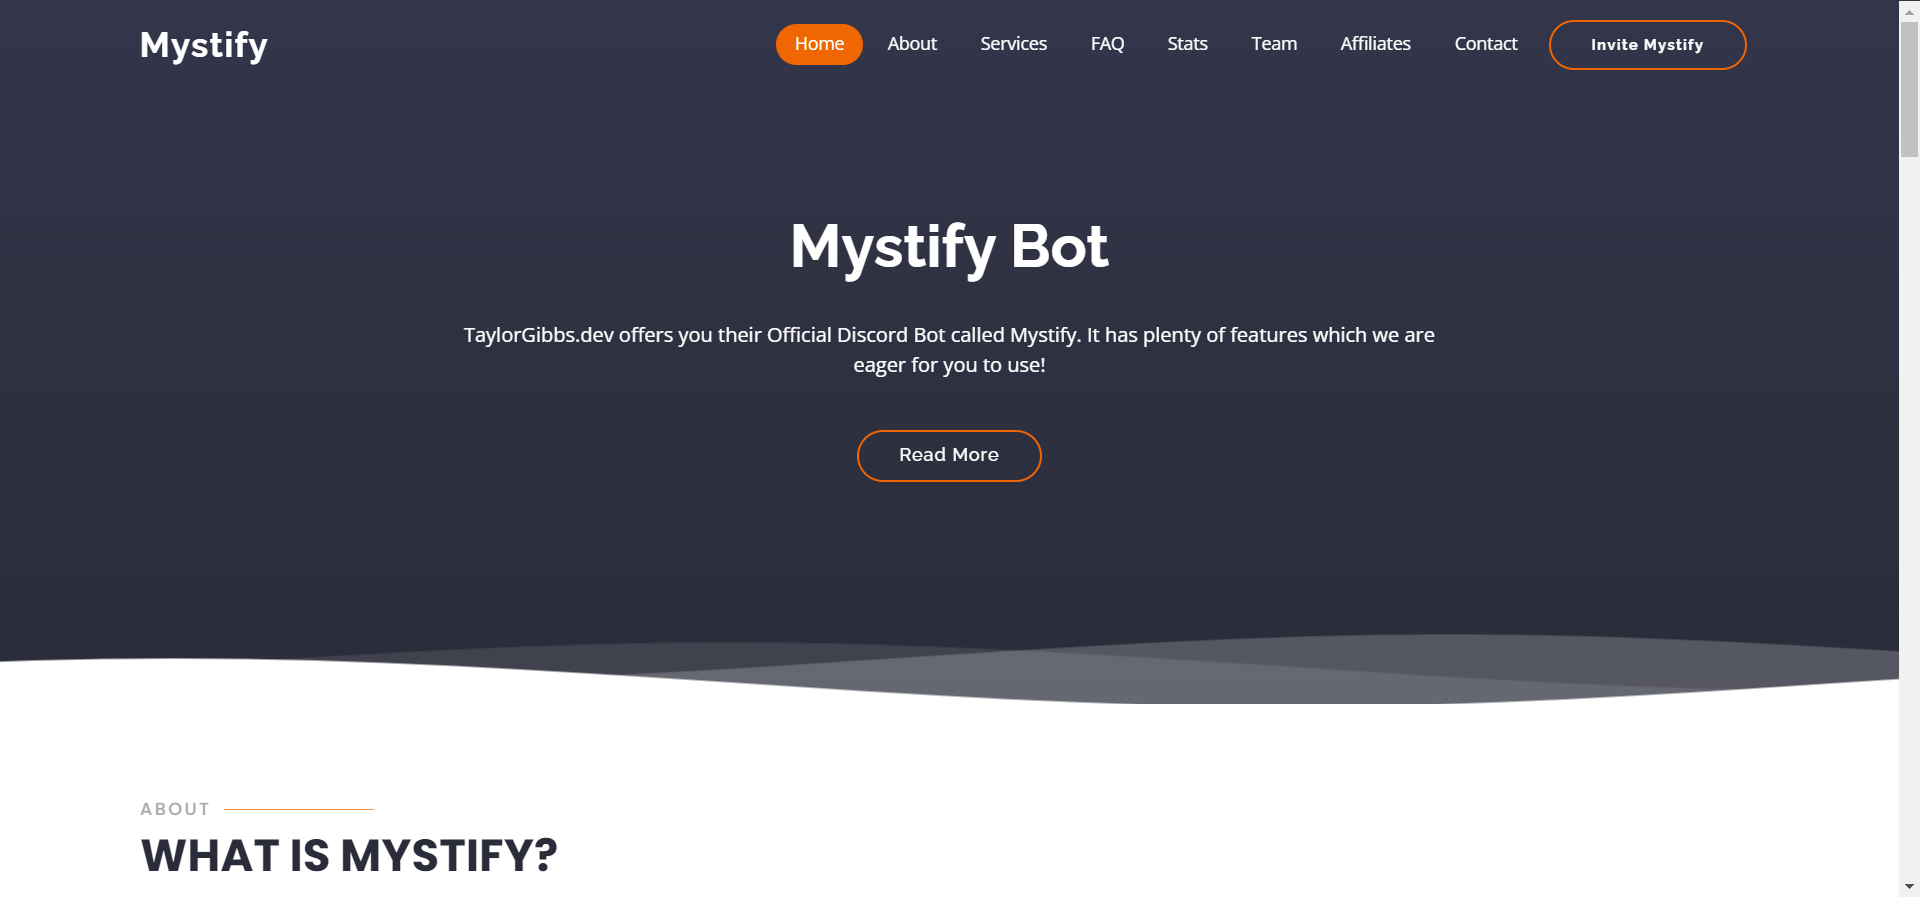 Mystify
Home About Services FAQ Stats Team Affiliates Contact Invite Mystify
Mystify Bot
TaylorGibbs.dev offers you their Official Discord Bot called Mystify. It has plenty of features which we are
eager for you to use!
Read More
ABOUT
WHAT IS MYSTIFY?